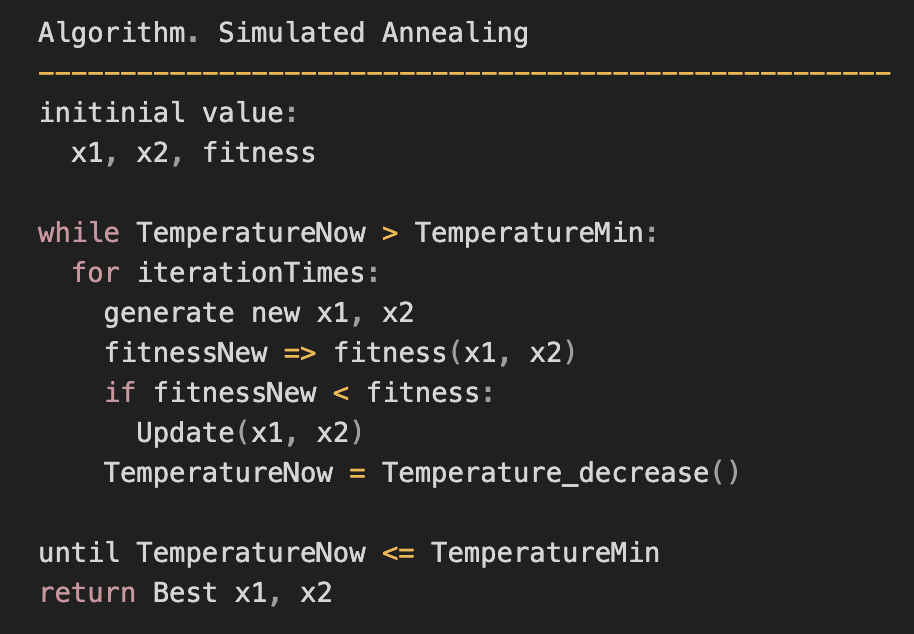 Algorithm. Simulated Annealing
----------------------------------------------------
initinial value:
  x1, x2, fitness
while TemperatureNow > TemperatureMin:
  for iterationTimes:
    generate new x1, x2
    fitnessNew => fitness(x1, x2)
    if fitnessNew < fitness:
      Update(x1, x2)
    TemperatureNow = Temperature_decrease()
until TemperatureNow <= TemperatureMin
return Best x1, x2